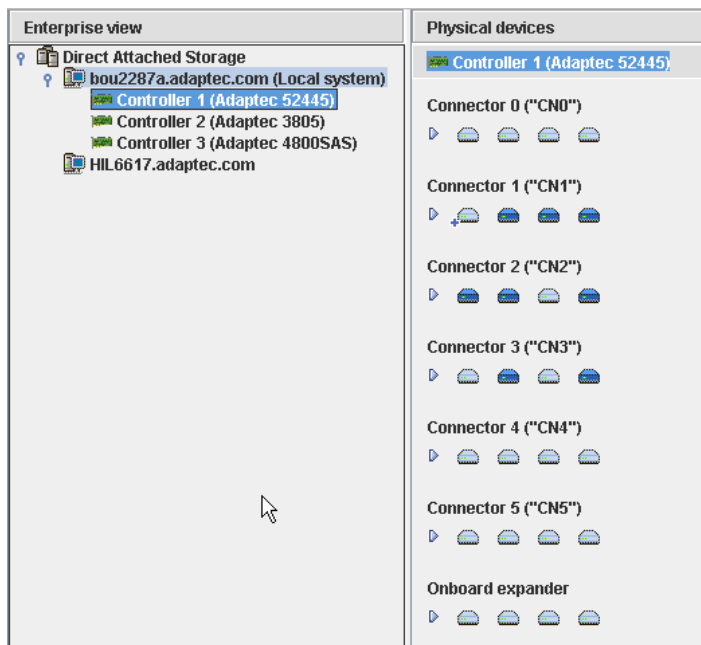 Enterprise view
Direct Attached Storage
bou2287a.adaptec.com (Local system)
Controller 1 (Adaptec 52445)
Controller 2 (Adaptec 3805)
Controller 3 (Adaptec 4800SAS)
HIL6617.adaptec.com
Physical devices
Controller 1 (Adaptec 52445)
Connector 0 ("CN0")
Connector 1 ("CN1")
Connector 2 ("CN2")
Connector 3 ("CN3")
Connector 4 ("CN4")
Connector 5 ("CN5")
Onboard expander